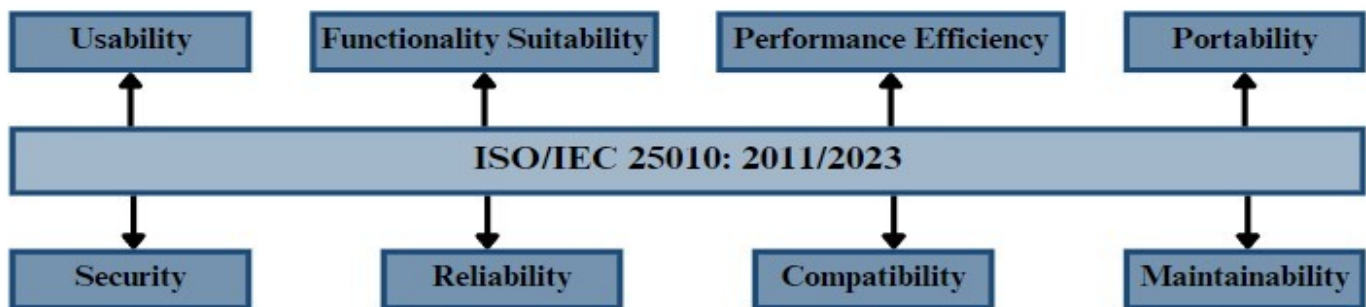 Usability
Functionality Suitability
Performance Efficiency
Portability
ISO/IEC 25010: 2011/2023
Security
Reliability
Compatibility
Maintainability